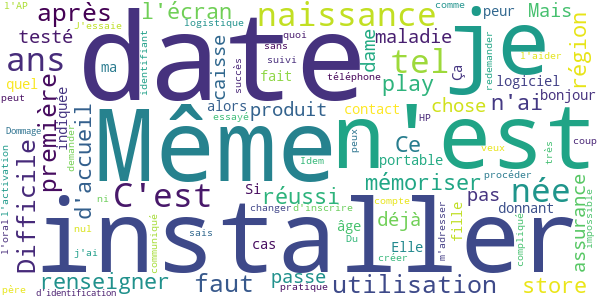 l'AP
après
l'écran
naissance
comme
peur
Mais
J'essaie
logistique
quoi
dame
maladie
testé
identifiant
caisse
sans
tel
je
Ça
redemander
l'aider
région
ans
ma
date
succès
suivi
fait
téléphone
play
chose
logiciel
quel
n'ai
bonjour
peut
première
indiquée
alors
produit
contact
HP
coup
essayé
Dommage
demander
d'accueil
Même
n'est
Ce
peux
très
Idem
portable
veux
procéder
l'activation
Difficile
C'est
Si
réussi
mémoriser
pas
née
assurance
impossible
ni
changer
d'inscrire
compte
donnant
l'oral
installer
âge
déjà
fille
m'adresser
compliqué
nul
communiqué
sais
cas
Du
Elle
j'ai
créer
renseigner
faut
passe
utilisation
store
père
d'identification
pratique